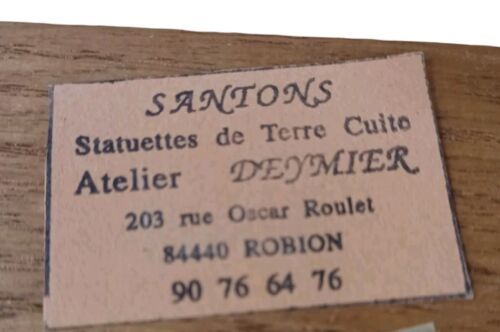 SANTONS
Statuettes de Terre Cuite
Atelier DEYMIER
203 rue Oscar Roulet
84440 ROBION
90 76 64 76